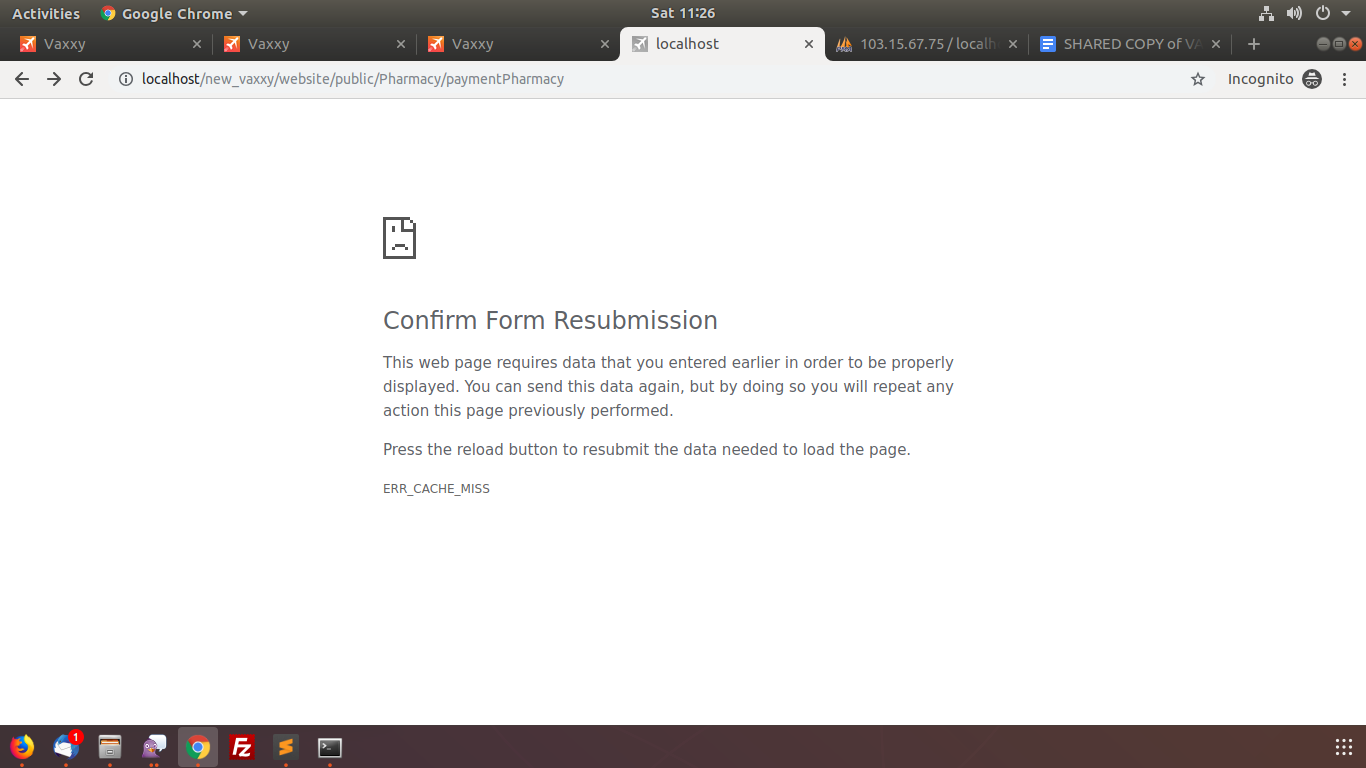 Activities Google Chrome Sat 11:26
Vaxxy Vaxxy Vaxxy localhost 103.15.67.75 / localh SHARED COPY of VA
localhost/new_vaxxy/website/public/Pharmacy/paymentPharmacy Incognito
Confirm Form Resubmission
This web page requires data that you entered earlier in order to be properly
displayed. You can send this data again, but by doing so you will repeat any
action this page previously performed.
Press the reload button to resubmit the data needed to load the page.
ERR_CACHE_MISS
1
FZ